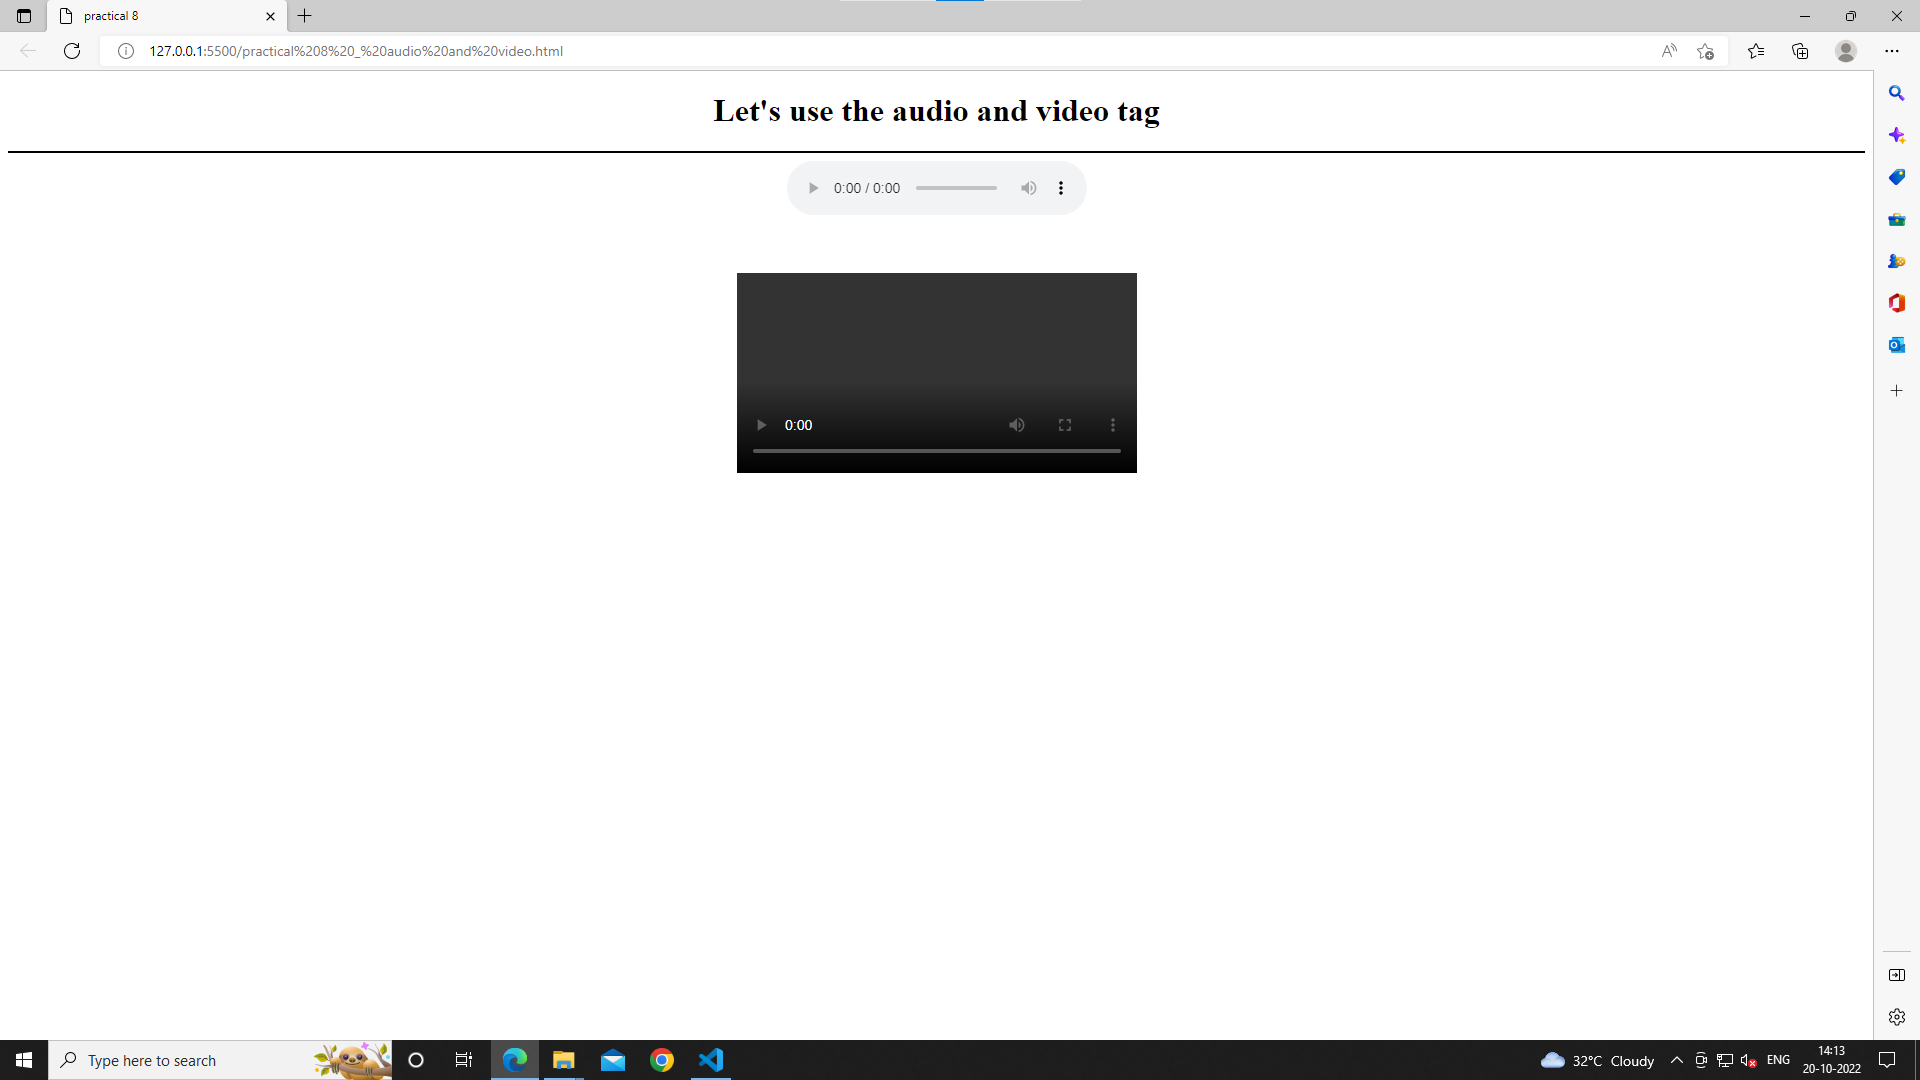 practical 8
127.0.0.1:5500/practical%208%20_%20audio%20and%20video.html
Let's use the audio and video tag
0:00 / 0:00
0:00
Type here to search
32°C Cloudy
ENG
14:13
20-10-2022